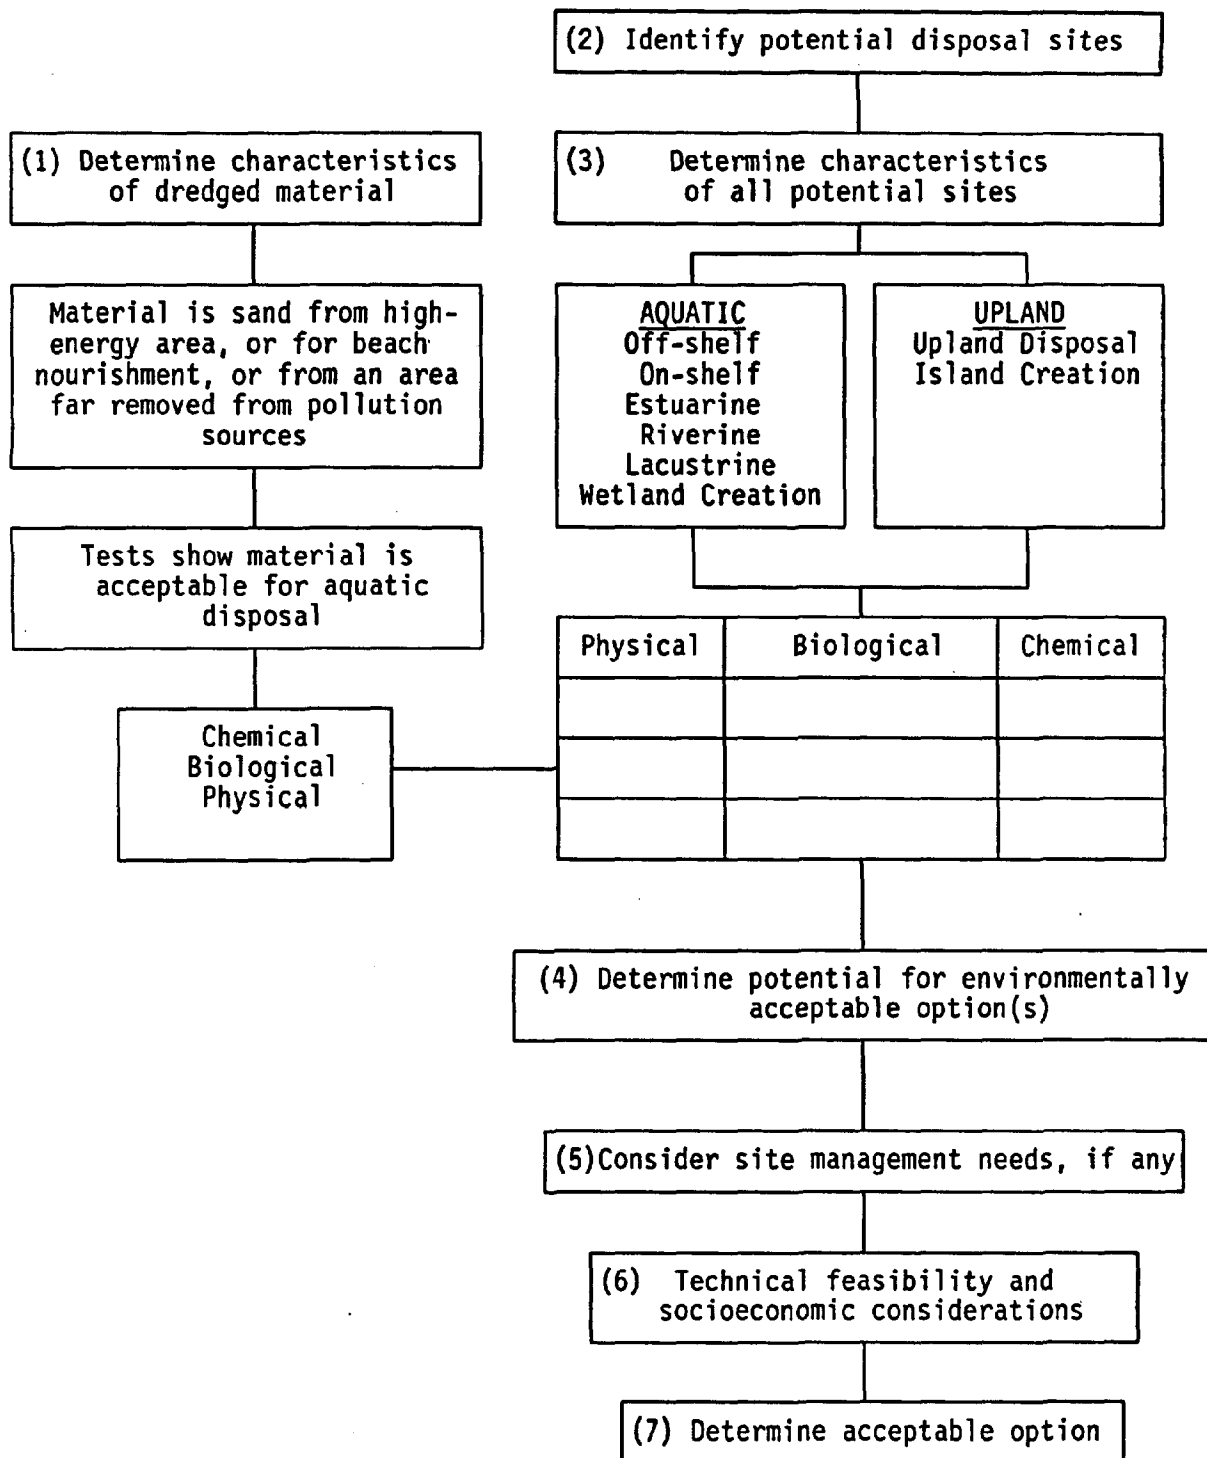 (2) Identify potential disposal sites
(1) Determine characteristics
of dredged material
(3) Determine characteristics
of all potential sites
Material is sand from high-
energy area, or for beach
nourishment, or from an area
far removed from pollution
sources
AQUATIC
Off-shelf
On-shelf
Estuarine
Riverine
Lacustrine
Wetland Creation
UPLAND
Upland Disposal
Island Creation
Tests show material is
acceptable for aquatic
disposal
Physical
Biological
Chemical
Chemical
Biological
Physical
(4) Determine potential for environmentally
acceptable option(s)
(5)Consider site management needs, if any
(6) Technical feasibility and
socioeconomic considerations
(7) Determine acceptable option